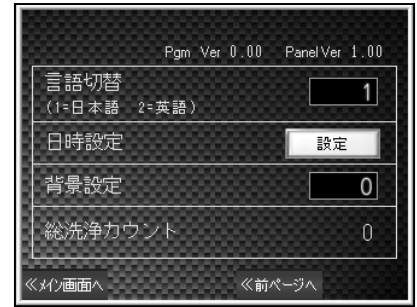 Pgm Ver 0.00 Panel Ver 1.00
言語切替 1
(1=日本語 2=英語)
日時設定 設定
背景設定 0
総洗浄カウント 0
≪メイン画面へ ≪前ページへ